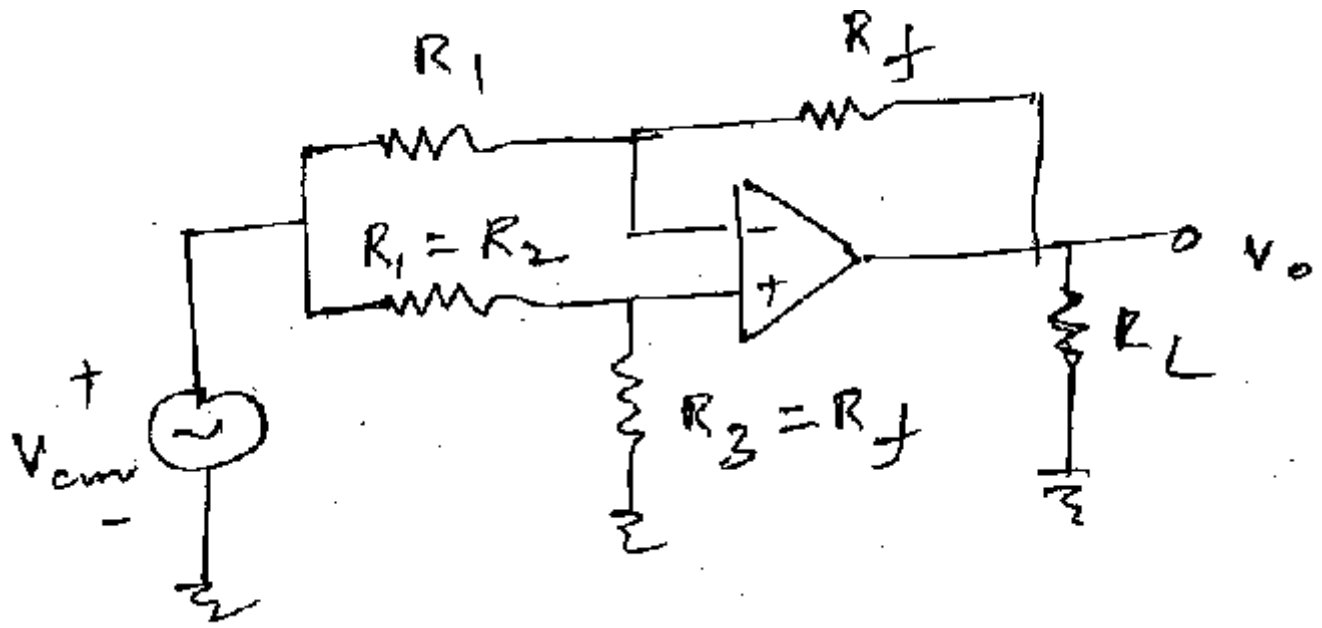 R1
Rf
R1 = R2
-
+
Vo
RL
+
Vcm
-
R3 = Rf